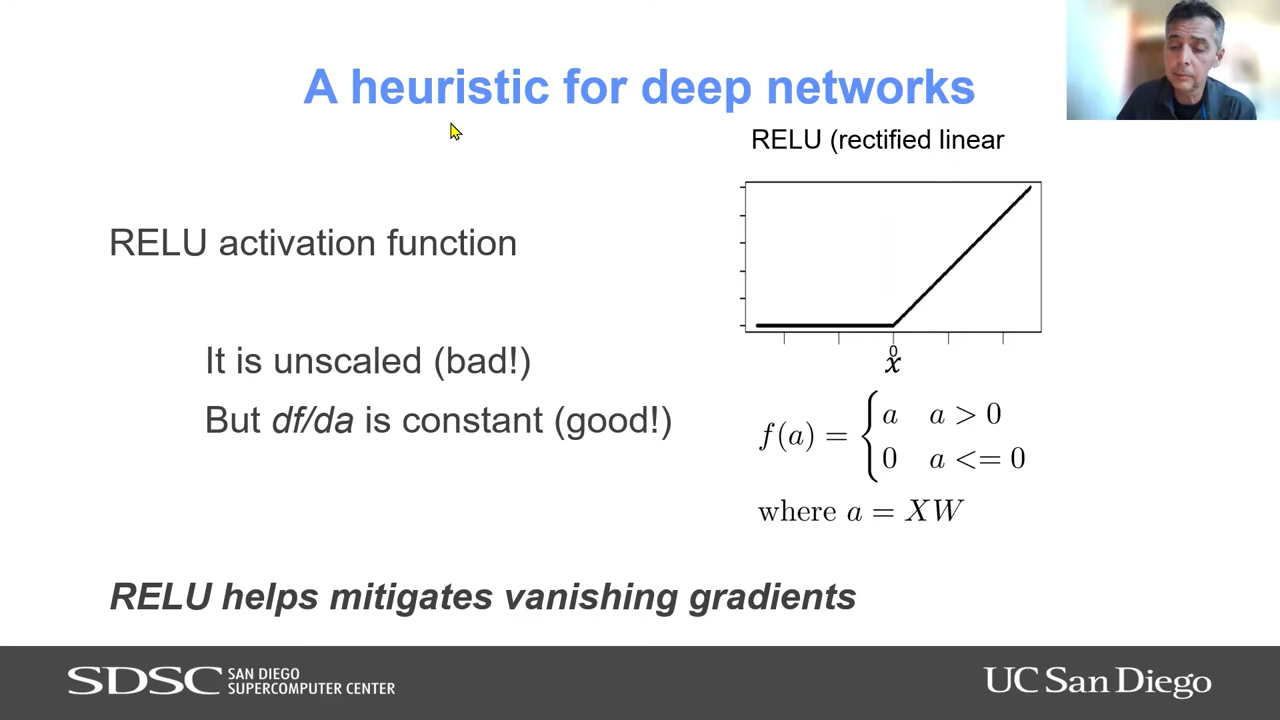 A heuristic for deep networks
RELU (rectified linear
RELU activation function
It is unscaled (bad!)
But df/da is constant (good!)
0
x
f(a) = { a a > 0
0 a <= 0
where a = XW
RELU helps mitigates vanishing gradients
SDSC SAN DIEGO
SUPERCOMPUTER CENTER
UC San Diego